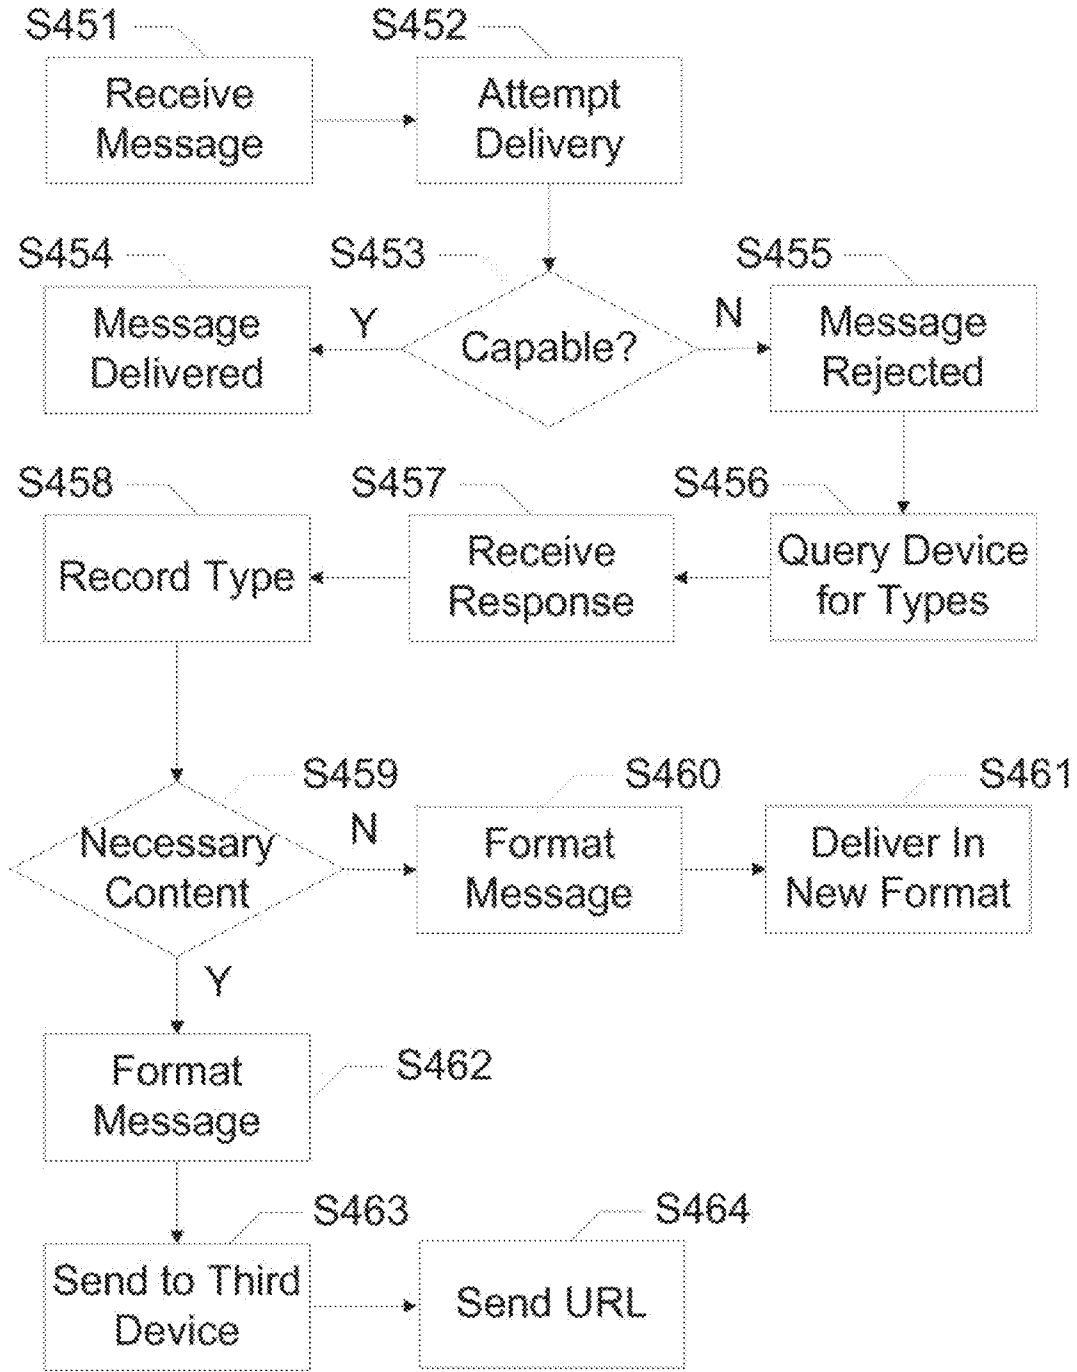 S451
S452
Receive
Message
Attempt
Delivery
S454
S453
S455
Message
Delivered
Y
Capable?
N
Message
Rejected
S458
S457
S456
Record Type
Receive
Response
Query Device
for Types
S459
S460
S461
Necessary
Content
N
Format
Message
Deliver In
New Format
Y
Format
Message
S462
S463
S464
Send to Third
Device
Send URL